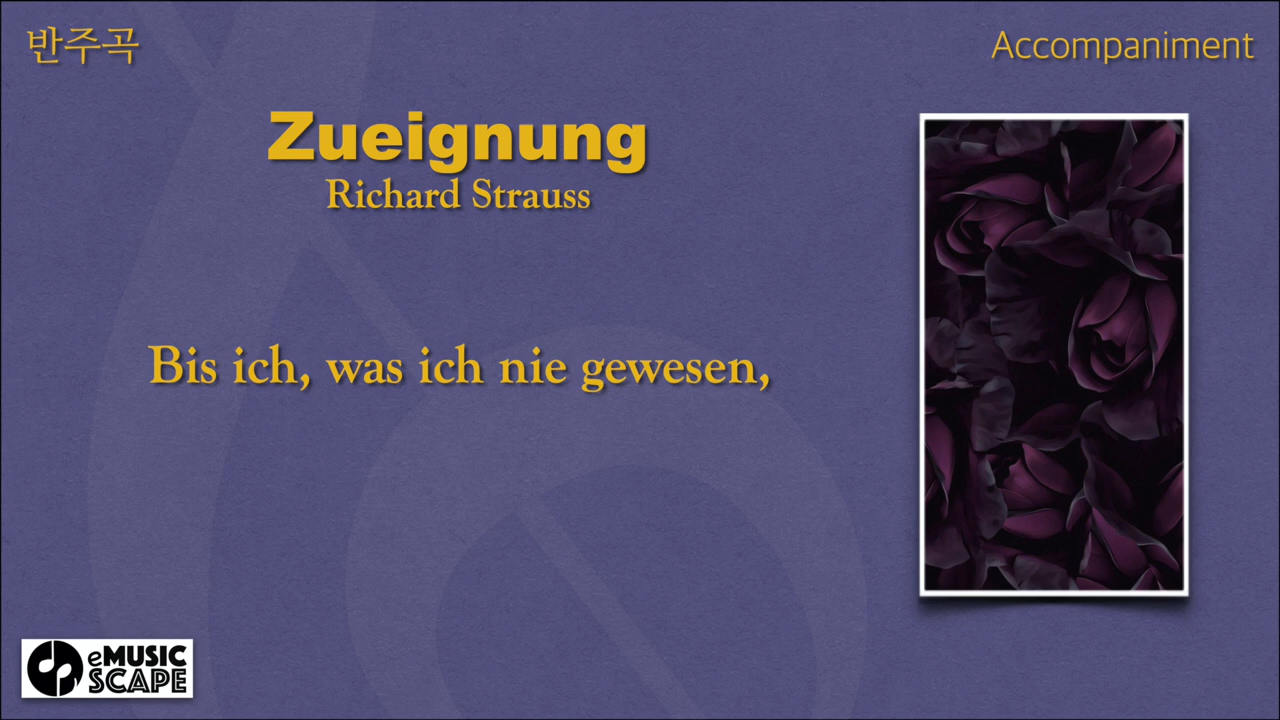 반주곡
Accompaniment
Zueignung
Richard Strauss
Bis ich, was ich nie gewesen,
eMUSIC
SCAPE